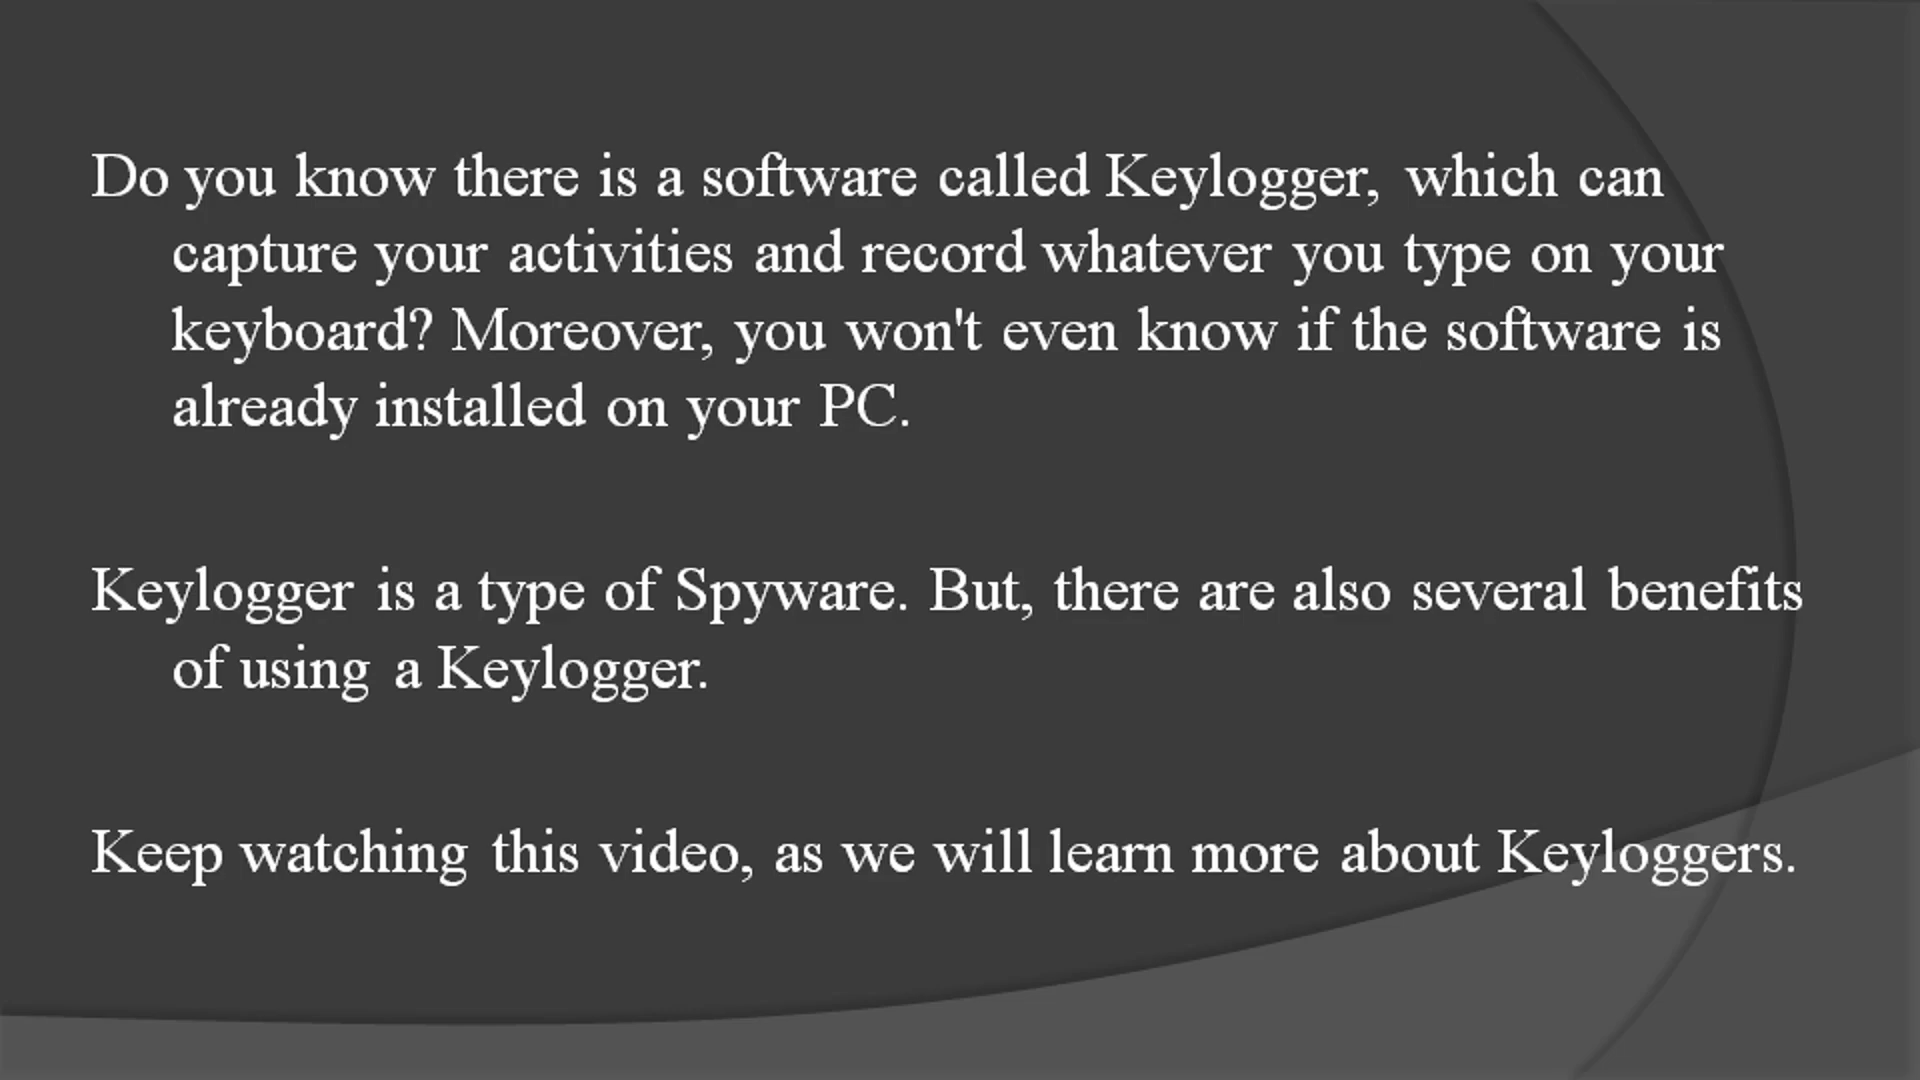 Do you know there is a software called Keylogger, which can
capture your activities and record whatever you type on your
keyboard? Moreover, you won't even know if the software is
already installed on your PC.
Keylogger is a type of Spyware. But, there are also several benefits
of using a Keylogger.
Keep watching this video, as we will learn more about Keyloggers.